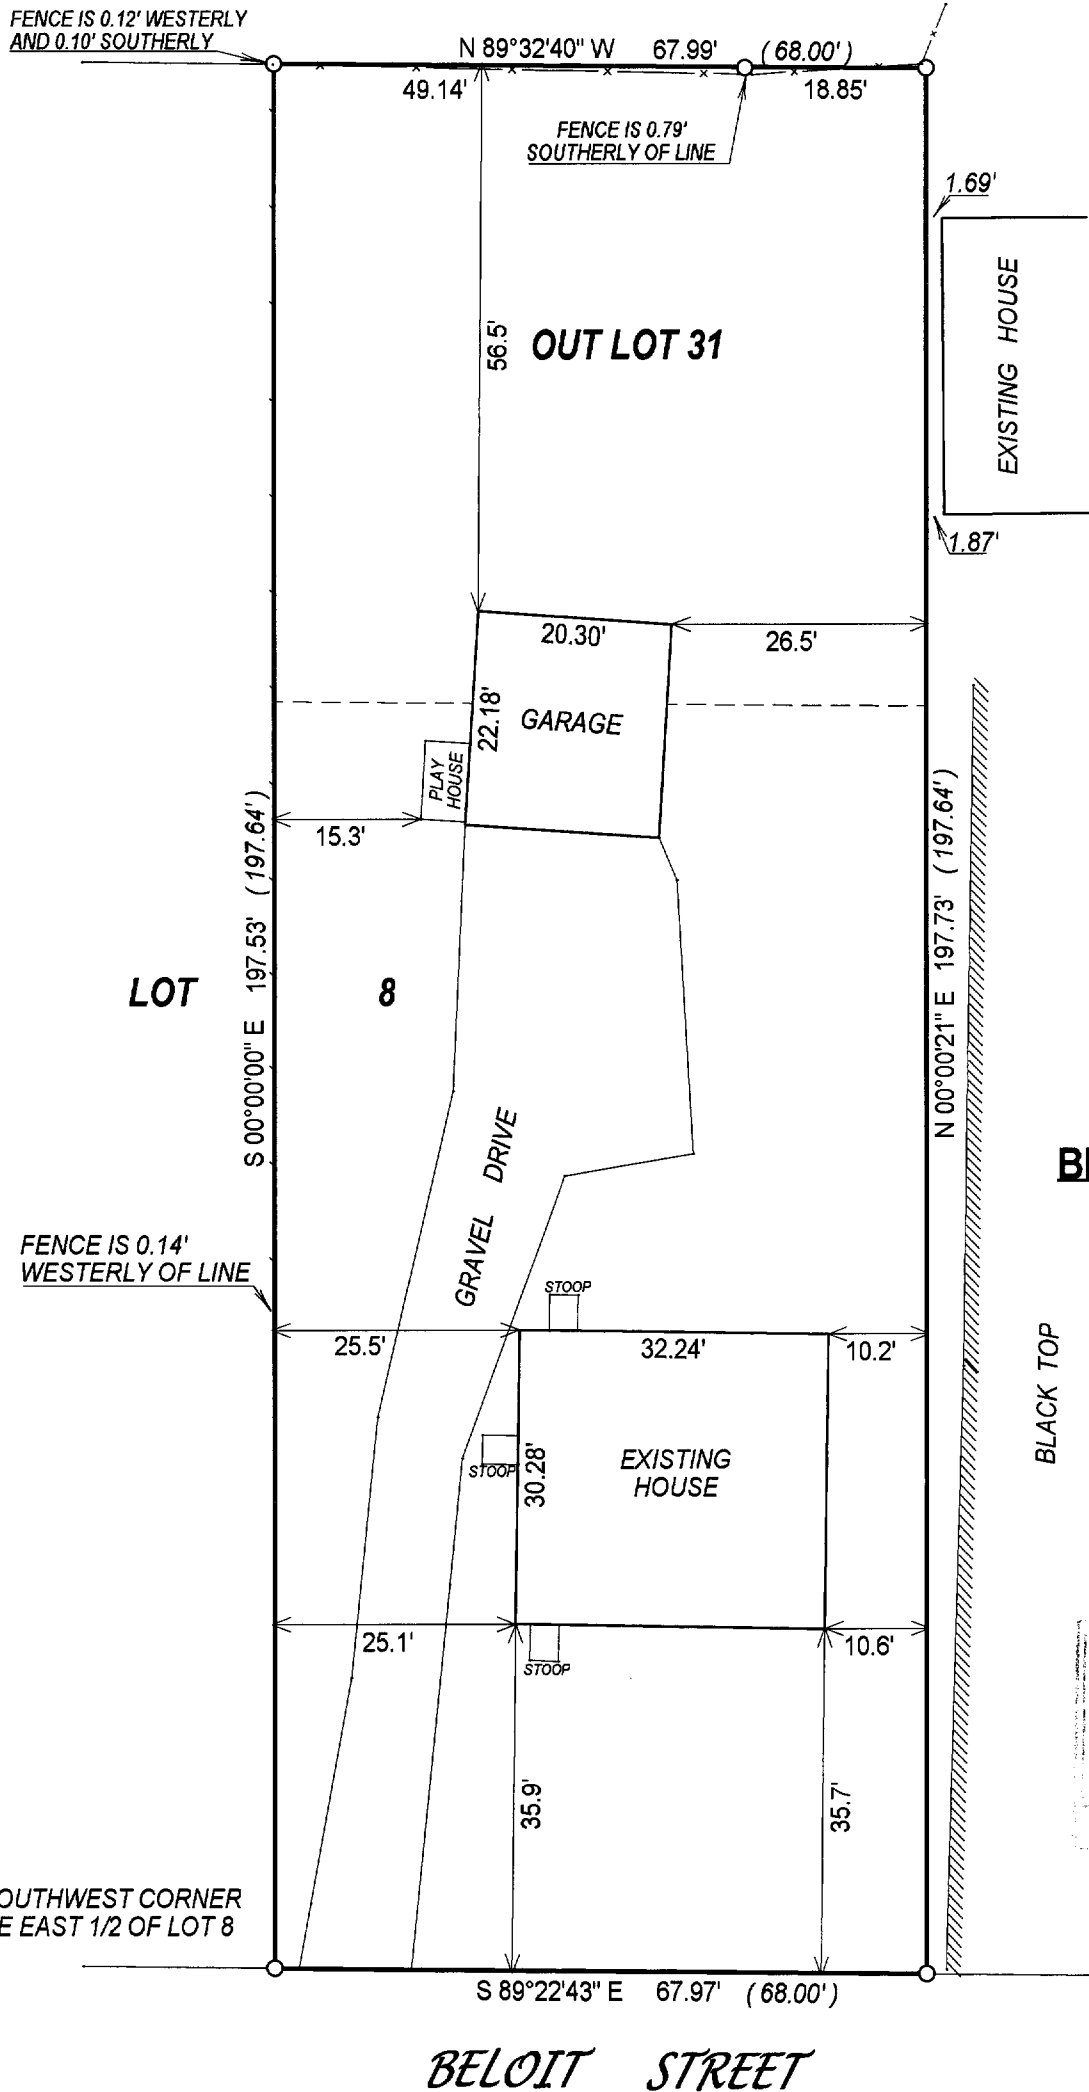 FENCE IS 0.12' WESTERLY
AND 0.10' SOUTHERLY
N 89°32'40" W 67.99' (68.00')
49.14'
18.85'
FENCE IS 0.79'
SOUTHERLY OF LINE
1.69'
EXISTING HOUSE
1.87'
56.5'
OUT LOT 31
20.30'
26.5'
22.18'
GARAGE
PLAY
HOUSE
15.3'
S 00°00'00" E 197.53' (197.64')
N 00°00'21" E 197.73' (197.64')
LOT 8
GRAVEL DRIVE
FENCE IS 0.14'
WESTERLY OF LINE
STOOP
25.5'
32.24'
10.2'
BLACK TOP
STOOP
30.28'
EXISTING
HOUSE
25.1'
10.6'
STOOP
35.9'
35.7'
OUTHWEST CORNER
E EAST 1/2 OF LOT 8
S 89°22'43" E 67.97' (68.00')
BELOIT STREET